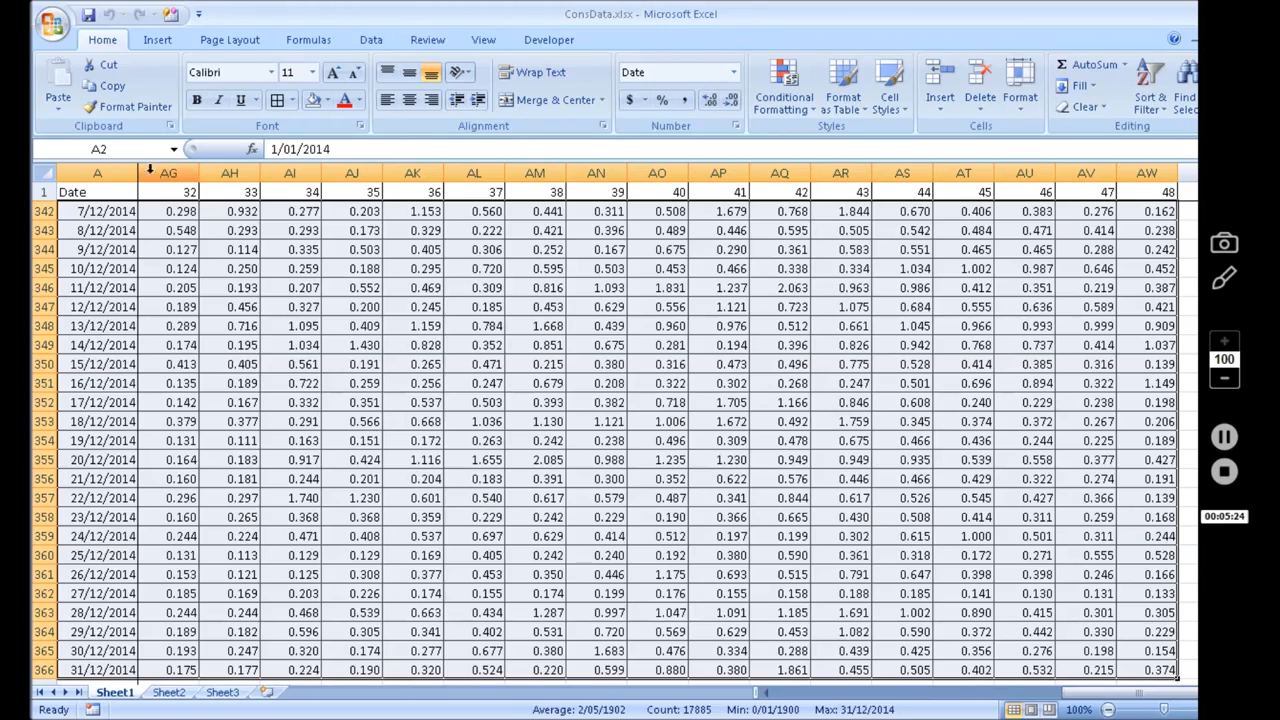 ConsData.xlsx - Microsoft Excel
Home Insert Page Layout Formulas Data Review View Developer
Paste Cut Copy Format Painter Clipboard
Calibri 11 B I U Font
Wrap Text Merge & Center Alignment
Date $ % , Number
Conditional Formatting Format as Table Cell Styles Styles
Insert Delete Format Cells
AutoSum Fill Clear Sort & Filter Find Selec Editing
A2 fx 1/01/2014
A AG AH AI AJ AK AL AM AN AO AP AQ AR AS AT AU AV AW
1 Date 32 33 34 35 36 37 38 39 40 41 42 43 44 45 46 47 48
342 7/12/2014 0.298 0.932 0.277 0.203 1.153 0.560 0.441 0.311 0.508 1.679 0.768 1.844 0.670 0.406 0.383 0.276 0.162
343 8/12/2014 0.548 0.293 0.293 0.173 0.329 0.222 0.421 0.396 0.489 0.446 0.595 0.505 0.542 0.484 0.471 0.414 0.238
344 9/12/2014 0.127 0.114 0.335 0.503 0.405 0.306 0.252 0.167 0.675 0.290 0.361 0.583 0.551 0.465 0.465 0.288 0.242
345 10/12/2014 0.124 0.250 0.259 0.188 0.295 0.720 0.595 0.503 0.453 0.466 0.338 0.334 1.034 1.002 0.987 0.646 0.452
346 11/12/2014 0.205 0.193 0.207 0.552 0.469 0.309 0.816 1.093 1.831 1.237 2.063 0.963 0.986 0.412 0.351 0.219 0.387
347 12/12/2014 0.189 0.456 0.327 0.200 0.245 0.185 0.453 0.629 0.556 1.121 0.723 1.075 0.684 0.555 0.636 0.589 0.421
348 13/12/2014 0.289 0.716 1.095 0.409 1.159 0.784 1.668 0.439 0.960 0.976 0.512 0.661 1.045 0.966 0.993 0.999 0.909
349 14/12/2014 0.174 0.195 1.034 1.430 0.828 0.352 3.851 0.675 0.281 0.194 0.396 0.826 0.942 0.768 0.737 0.414 1.037
350 15/12/2014 0.413 0.405 0.561 0.191 0.265 0.471 0.215 0.380 0.316 0.473 0.496 0.775 0.528 0.414 0.385 0.316 0.139
351 16/12/2014 0.135 0.189 0.722 0.259 0.256 0.247 0.679 0.208 0.322 0.302 0.268 0.247 0.501 0.696 0.894 0.322 1.149
352 17/12/2014 0.142 0.167 0.332 0.351 0.537 0.503 0.393 0.382 0.718 1.705 1.166 0.846 0.608 0.240 0.229 0.238 0.198
353 18/12/2014 0.379 0.377 0.291 0.566 0.668 1.036 1.130 1.121 1.006 1.672 0.492 1.759 0.345 0.374 0.372 0.267 0.206
354 19/12/2014 0.131 0.111 0.163 0.151 0.172 0.263 0.242 0.238 0.496 0.309 0.478 0.675 0.466 0.436 0.244 0.225 0.189
355 20/12/2014 0.164 0.183 0.917 0.424 1.116 1.655 2.085 0.988 1.235 1.230 0.949 0.949 0.935 0.539 0.558 0.377 0.427
356 21/12/2014 0.160 0.181 0.244 0.201 0.204 0.183 0.391 0.300 0.352 0.622 0.576 0.446 0.466 0.429 0.322 0.274 0.191
357 22/12/2014 0.296 0.297 1.740 1.230 0.601 0.540 0.617 0.579 0.487 0.341 0.844 0.617 0.526 0.545 0.427 0.366 0.139
358 23/12/2014 0.160 0.265 0.368 0.368 0.359 0.229 0.242 0.229 0.190 0.366 0.665 0.430 0.508 0.414 0.311 0.259 0.168
359 24/12/2014 0.244 0.224 0.471 0.408 0.537 0.697 0.629 0.414 0.512 0.197 0.199 0.302 0.615 1.000 0.501 0.311 0.244
360 25/12/2014 0.131 0.113 0.129 0.129 0.169 0.405 0.242 0.240 0.192 0.380 0.590 0.361 0.318 0.172 0.271 0.555 0.528
361 26/12/2014 0.153 0.121 0.125 0.308 0.377 0.453 0.350 0.446 1.175 0.693 0.515 0.791 0.647 0.398 0.398 0.246 0.166
362 27/12/2014 0.185 0.169 0.203 0.226 0.174 0.155 0.174 0.199 0.176 0.155 0.158 0.188 0.185 0.141 0.130 0.131 0.133
363 28/12/2014 0.244 0.244 0.468 0.539 0.663 0.434 1.287 0.997 1.047 1.191 1.185 1.691 1.002 0.890 0.415 0.301 0.305
364 29/12/2014 0.189 0.182 0.596 0.305 0.341 0.402 0.531 0.720 0.569 0.629 0.453 1.082 0.590 0.372 0.442 0.330 0.229
365 30/12/2014 0.193 0.247 0.320 0.174 0.277 0.677 0.380 1.683 0.476 0.334 0.288 0.933 0.425 0.356 0.276 0.198 0.154
366 31/12/2014 0.175 0.177 0.224 0.190 0.320 0.524 0.220 0.599 0.880 0.830 1.861 0.455 0.505 0.402 0.532 0.215 0.374
Sheet1 Sheet2 Sheet3
Ready Average: 2/05/1902 Count: 17885 Min: 0/01/1900 Max: 31/12/2014 100%
100
00:05:24